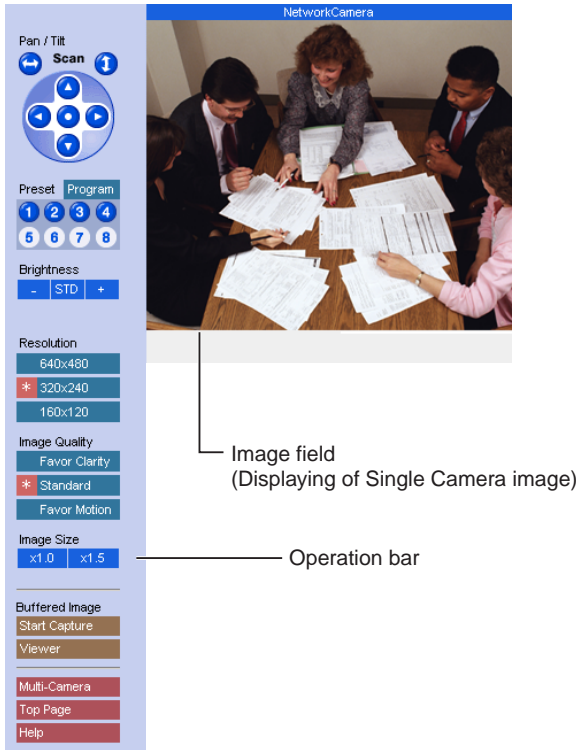 NetworkCamera
Pan / Tilt
Scan
Preset Program
1 2 3 4
5 6 7 8
Brightness
- STD +
Resolution
640x480
* 320x240
160x120
Image Quality
Favor Clarity
* Standard
Favor Motion
Image Size
x1.0 x1.5
Buffered Image
Start Capture
Viewer
Multi-Camera
Top Page
Help
Image field
(Displaying of Single Camera image)
Operation bar